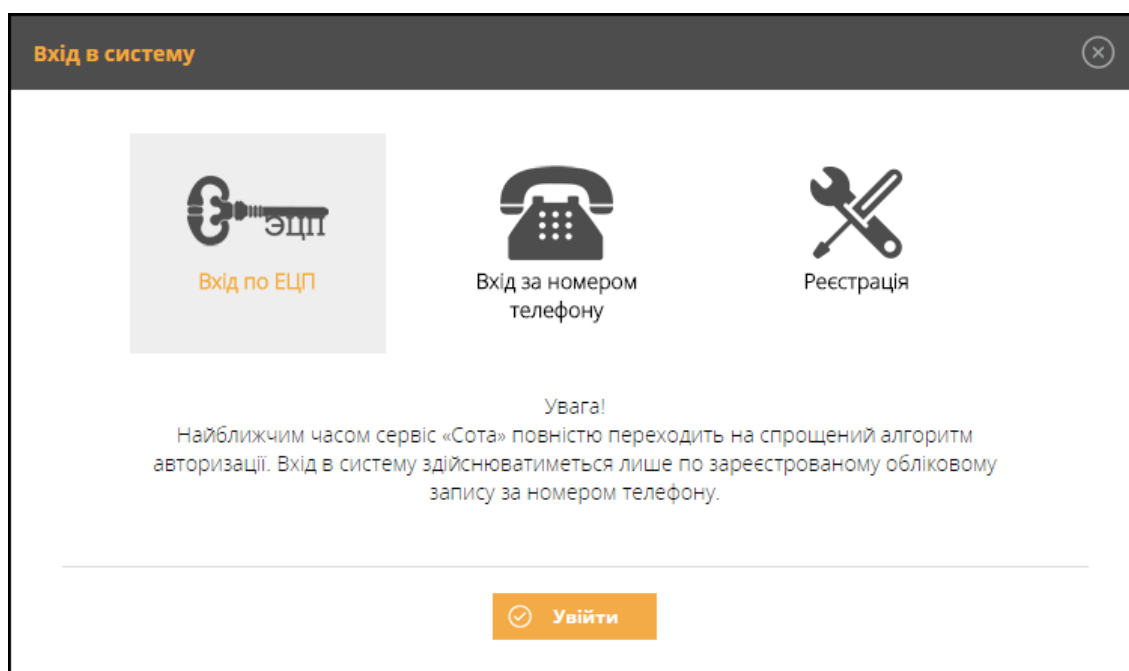 Вхід в систему
ЭЦП
Вхід по ЕЦП
Вхід за номером
телефону
Реєстрація
Увага!
Найближчим часом сервіс «Сота» повністю переходить на спрощений алгоритм
авторизації. Вхід в систему здійснюватиметься лише по зареєстрованому обліковому
запису за номером телефону.
Увійти